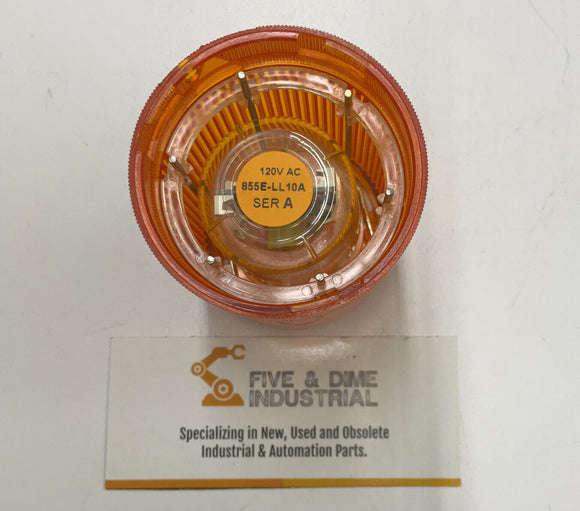 120V AC
855E-LL10A
SER A
FIVE & DIME
INDUSTRIAL
Specializing in New, Used and Obsolete
Industrial & Automation Parts.